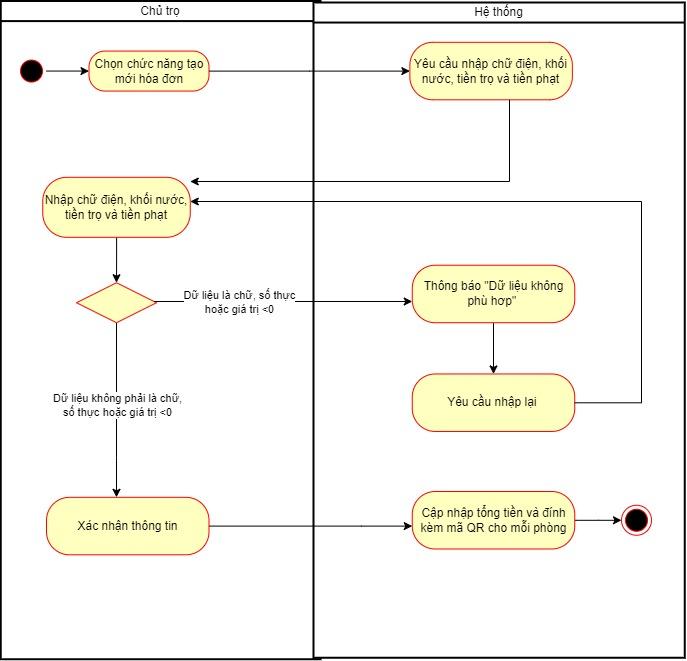 Chủ trọ
Hệ thống
Chọn chức năng tạo
mới hóa đơn
Yêu cầu nhập chữ điện, khối
nước, tiền trọ và tiền phạt
Nhập chữ điện, khối nước,
tiền trọ và tiền phạt
Dữ liệu là chữ, số thực
hoặc giá trị <0
Thông báo "Dữ liệu không
phù hơp"
Yêu cầu nhập lại
Dữ liệu không phải là chữ,
số thực hoặc giá trị <0
Xác nhận thông tin
Cập nhập tổng tiền và đính
kèm mã QR cho mỗi phòng